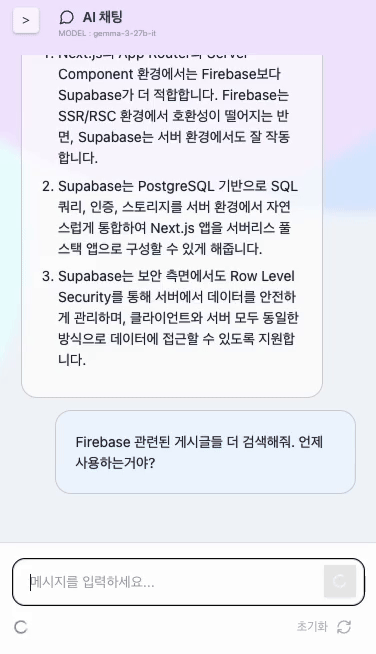 >
AI 채팅
MODEL : gemma-3-27b-it
1. Next.js의 App Router와 Server
Component 환경에서는 Firebase보다
Supabase가 더 적합합니다. Firebase는
SSR/RSC 환경에서 호환성이 떨어지는 반
면, Supabase는 서버 환경에서도 잘 작동
합니다.
2. Supabase는 PostgreSQL 기반으로 SQL
쿼리, 인증, 스토리지를 서버 환경에서 자연
스럽게 통합하여 Next.js 앱을 서버리스 풀
스택 앱으로 구성할 수 있게 해줍니다.
3. Supabase는 보안 측면에서도 Row Level
Security를 통해 서버에서 데이터를 안전하
게 관리하며, 클라이언트와 서버 모두 동일한
방식으로 데이터에 접근할 수 있도록 지원합
니다.
Firebase 관련된 게시글들 더 검색해줘. 언제
사용하는거야?
메시지를 입력하세요...
초기화